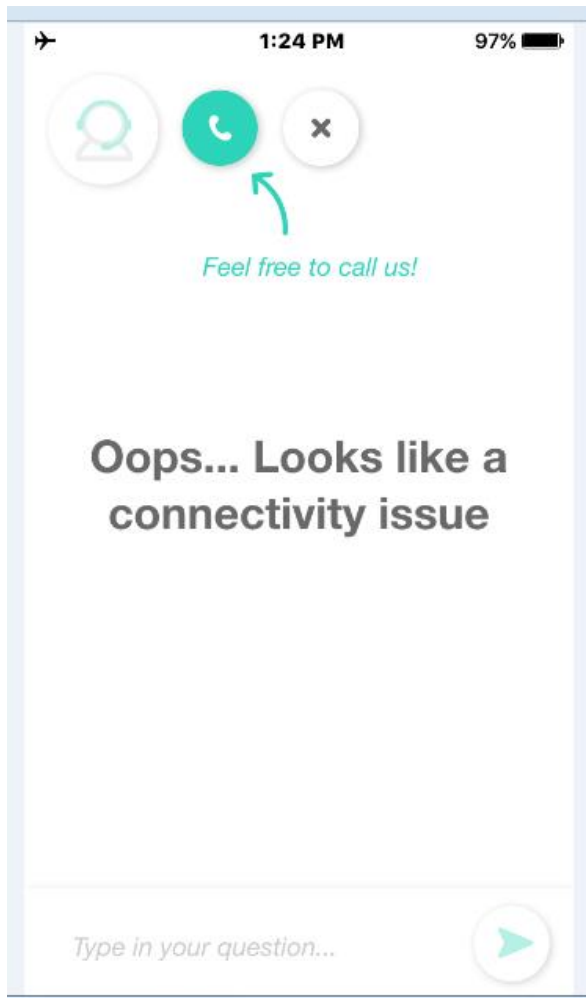 1:24 PM 97%
Feel free to call us!
Oops... Looks like a
connectivity issue
Type in your question...